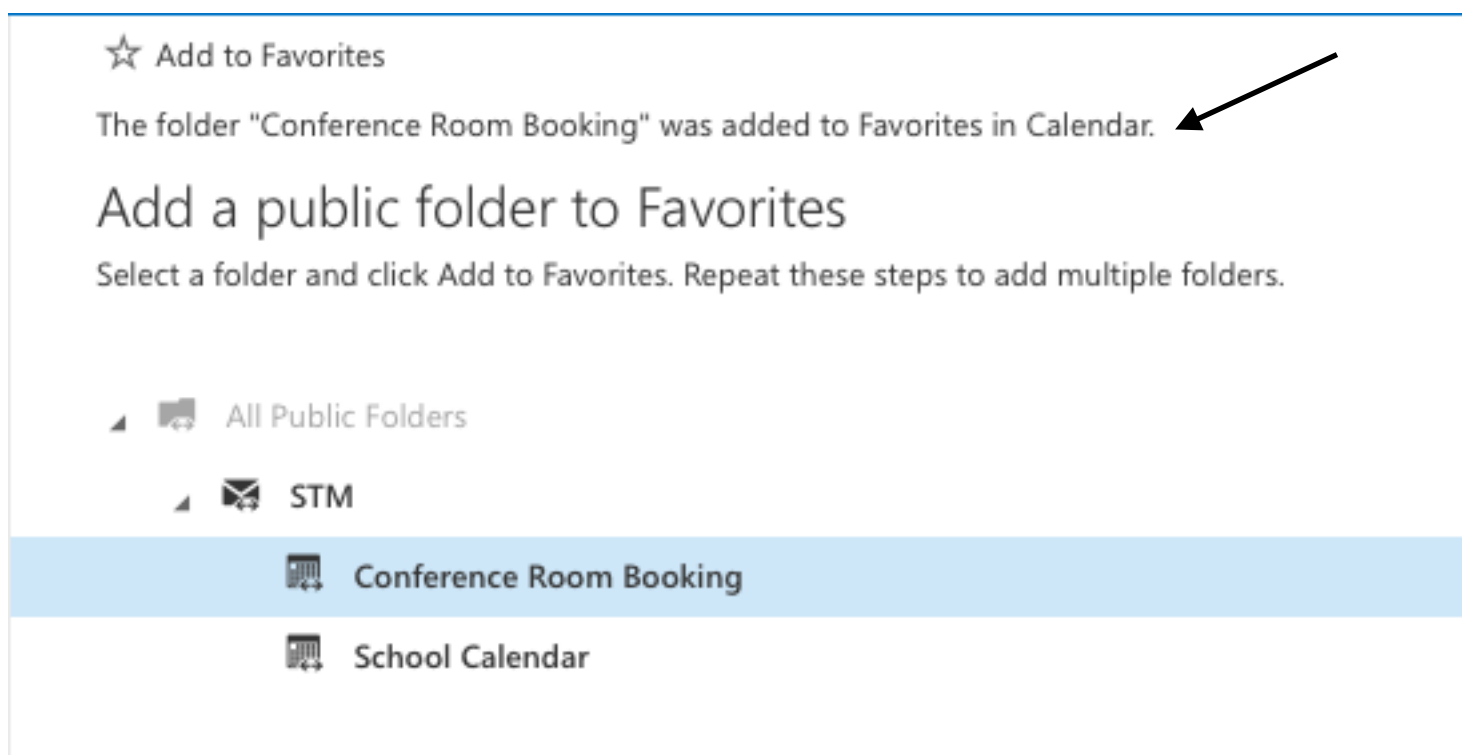 Add to Favorites
The folder "Conference Room Booking" was added to Favorites in Calendar.
Add a public folder to Favorites
Select a folder and click Add to Favorites. Repeat these steps to add multiple folders.
All Public Folders
STM
Conference Room Booking
School Calendar